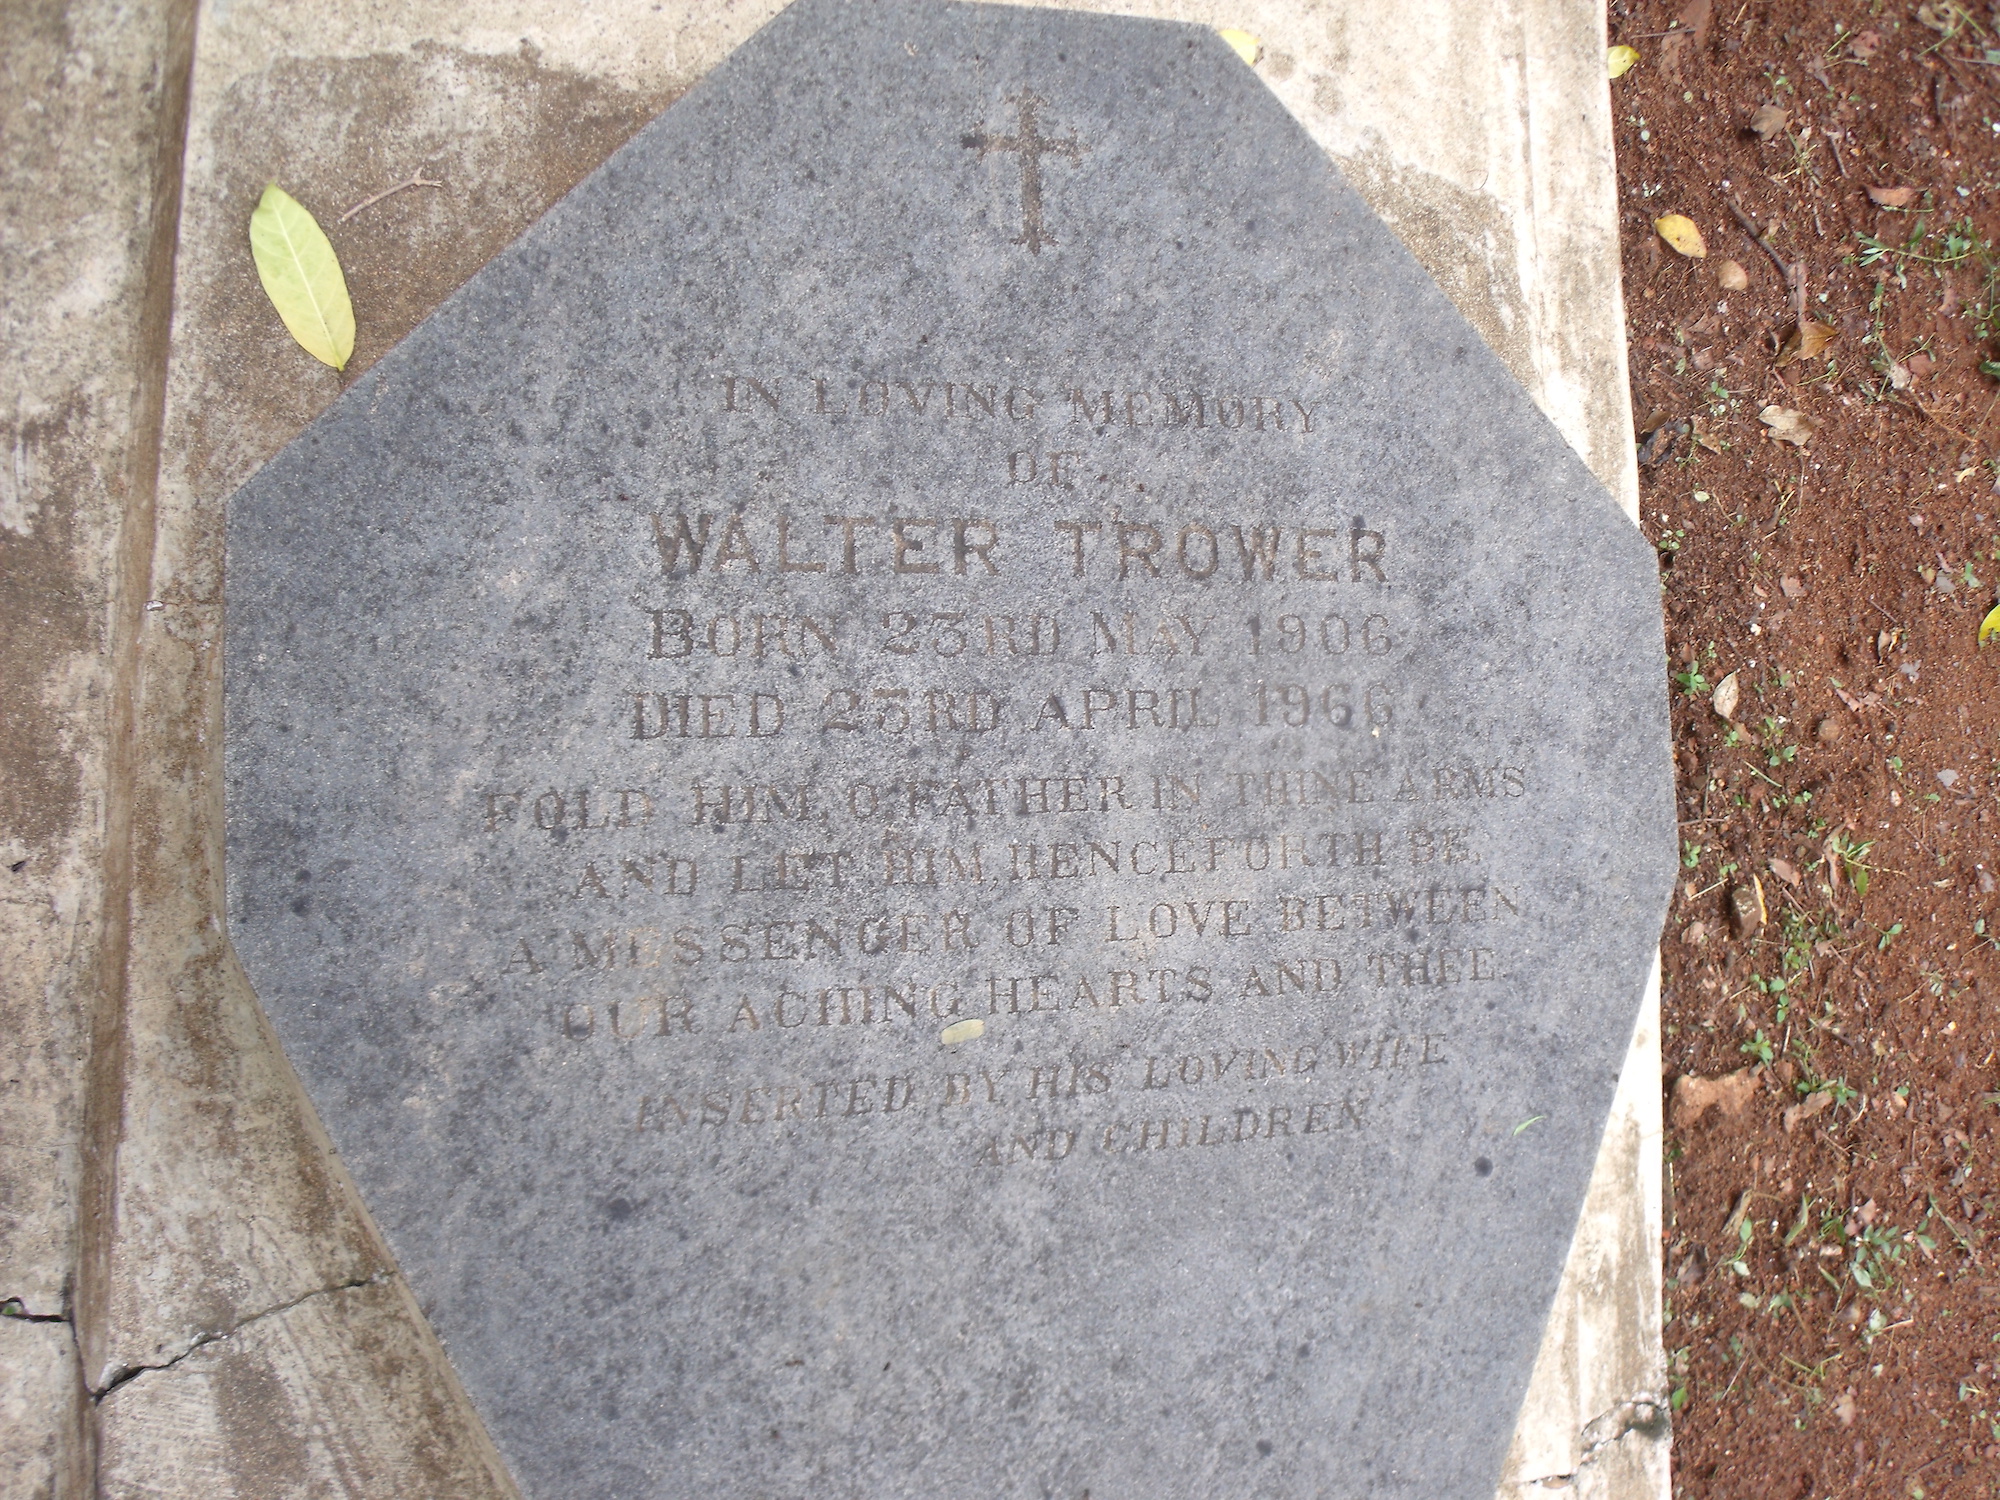 IN LOVING MEMORY
OF
WALTER TROWER
BORN 23RD MAY 1906
DIED 23RD APRIL 1966
FOLD HIM, O FATHER IN THINE ARMS
AND LET HIM, HENCEFORTH BE.
A MESSENGER OF LOVE BETWEEN
OUR ACHING HEARTS AND THEE.
INSERTED BY HIS LOVING WIFE
AND CHILDREN